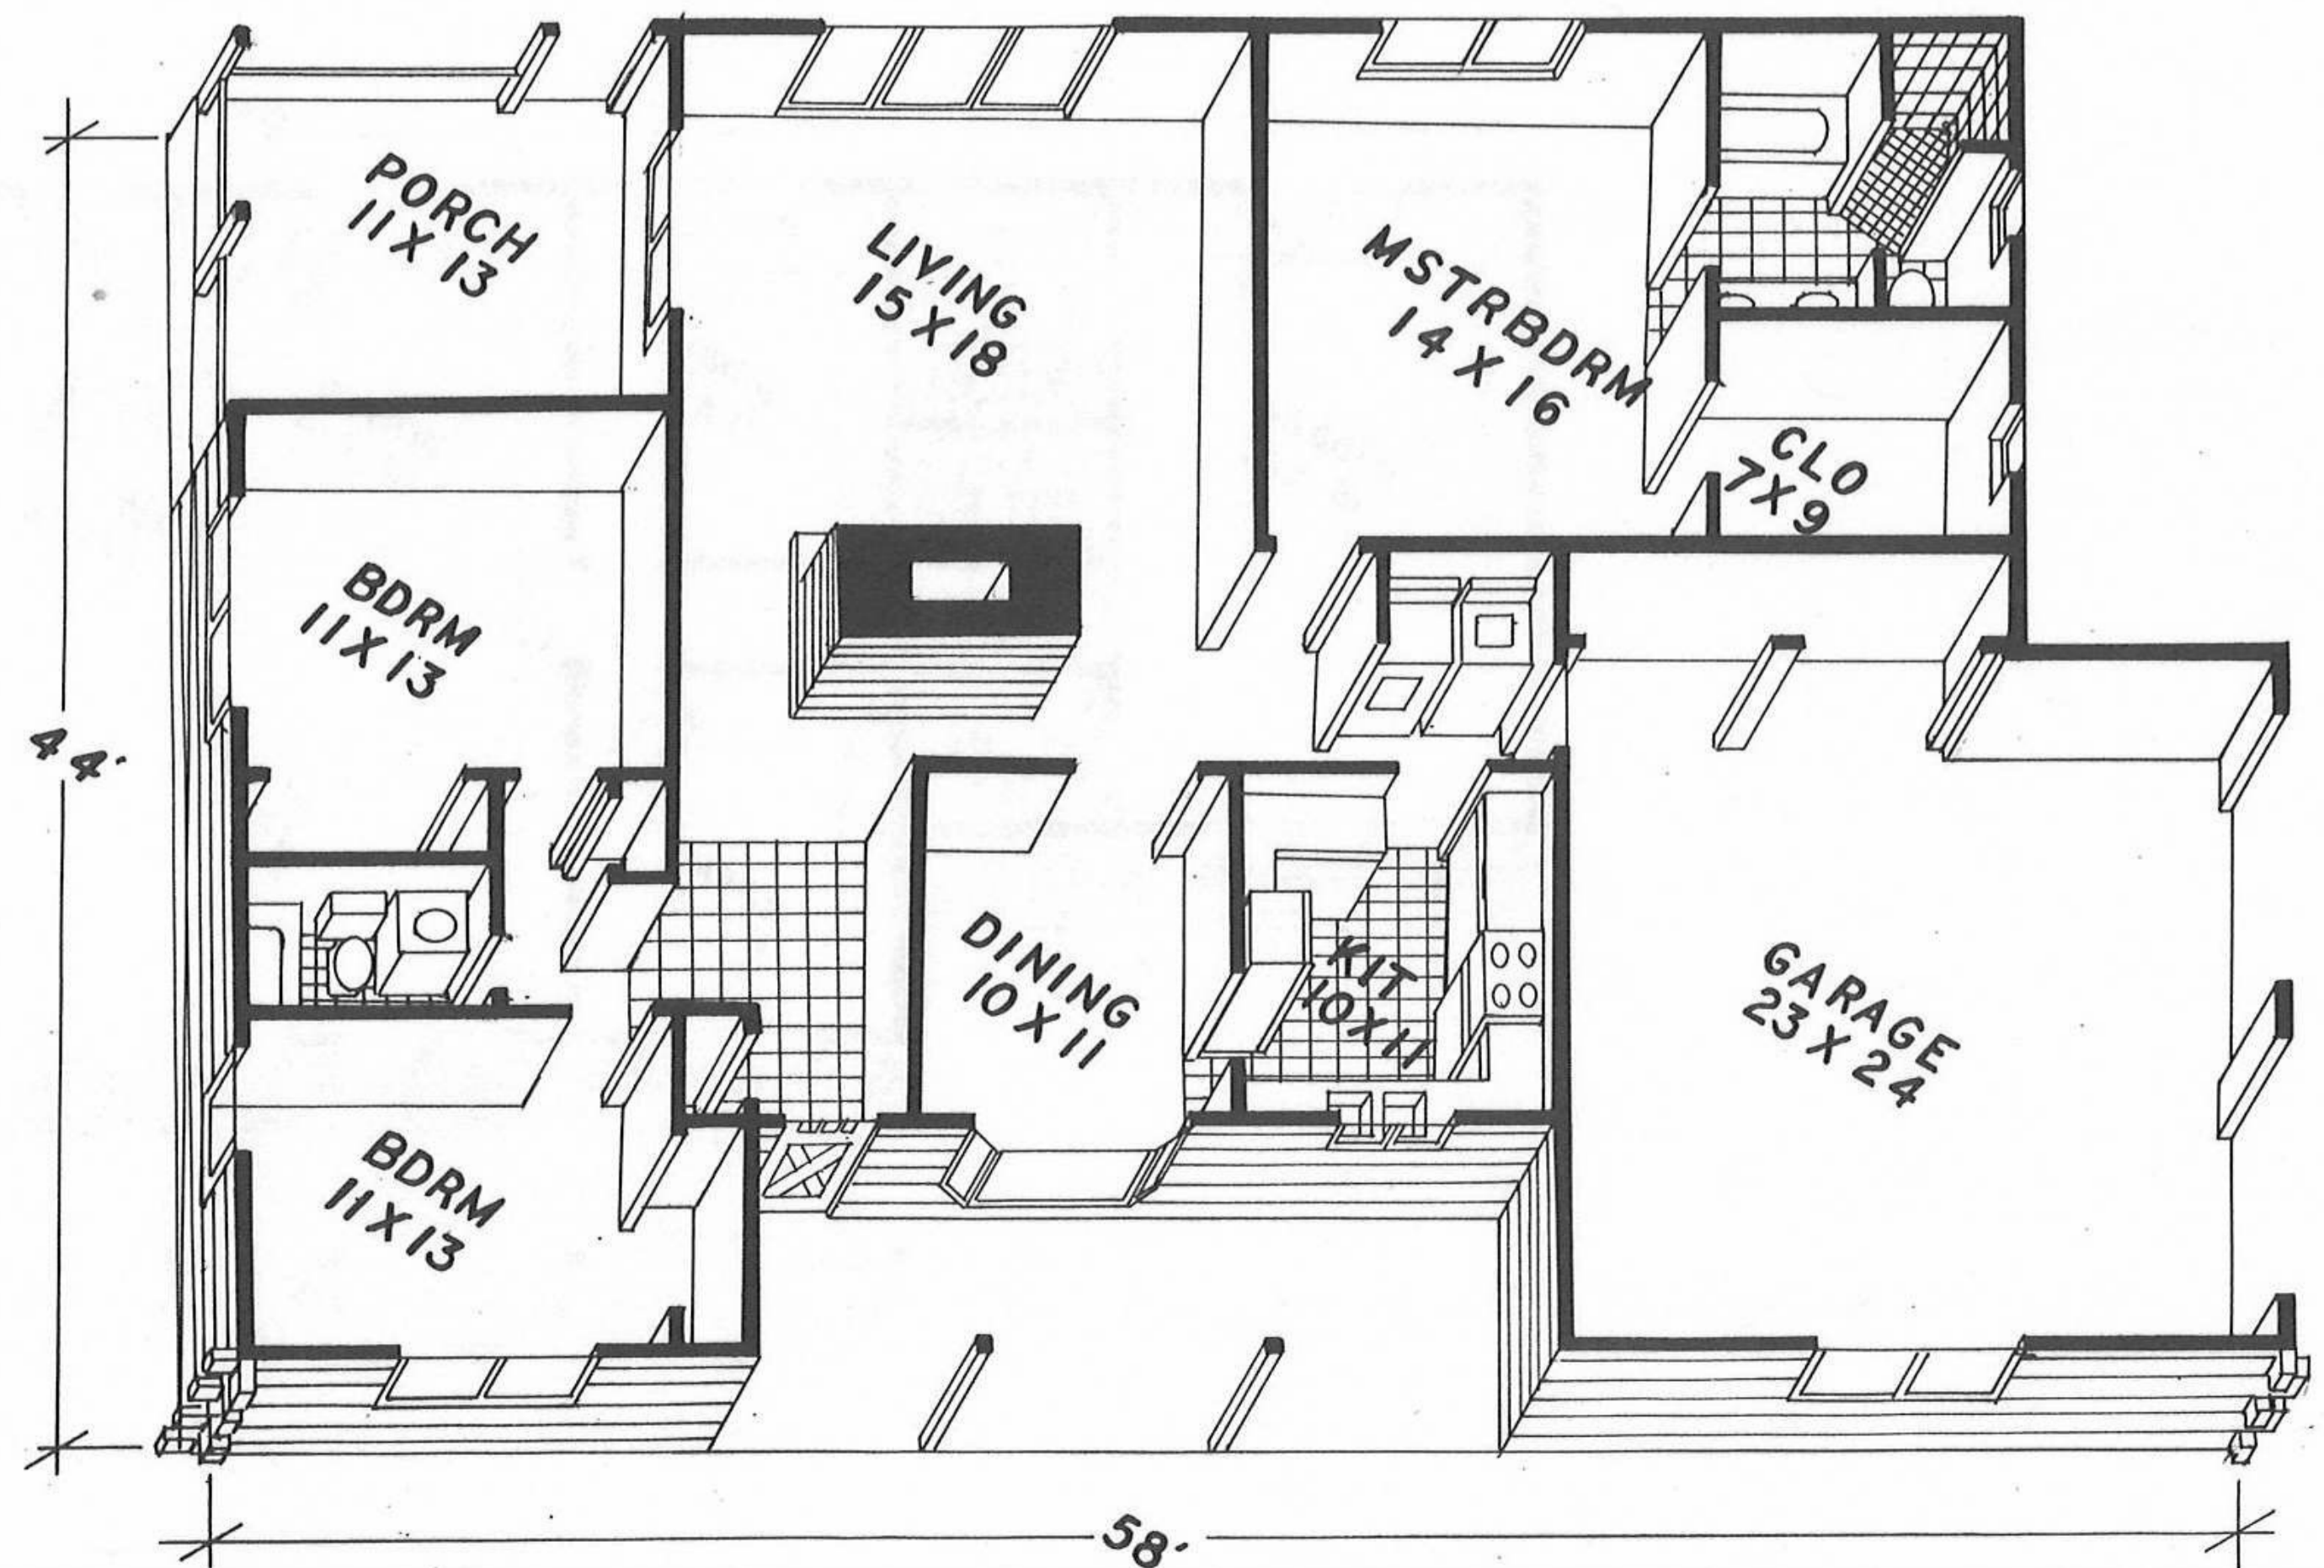 PORCH
11 X 13
LIVING
15 X 18
MSTRBDRM
14 X 16
CLO
7 X 9
BDRM
11 X 13
44'
DINING
10 X 11
KIT
10 X 11
GARAGE
23 X 24
BDRM
11 X 13
58'